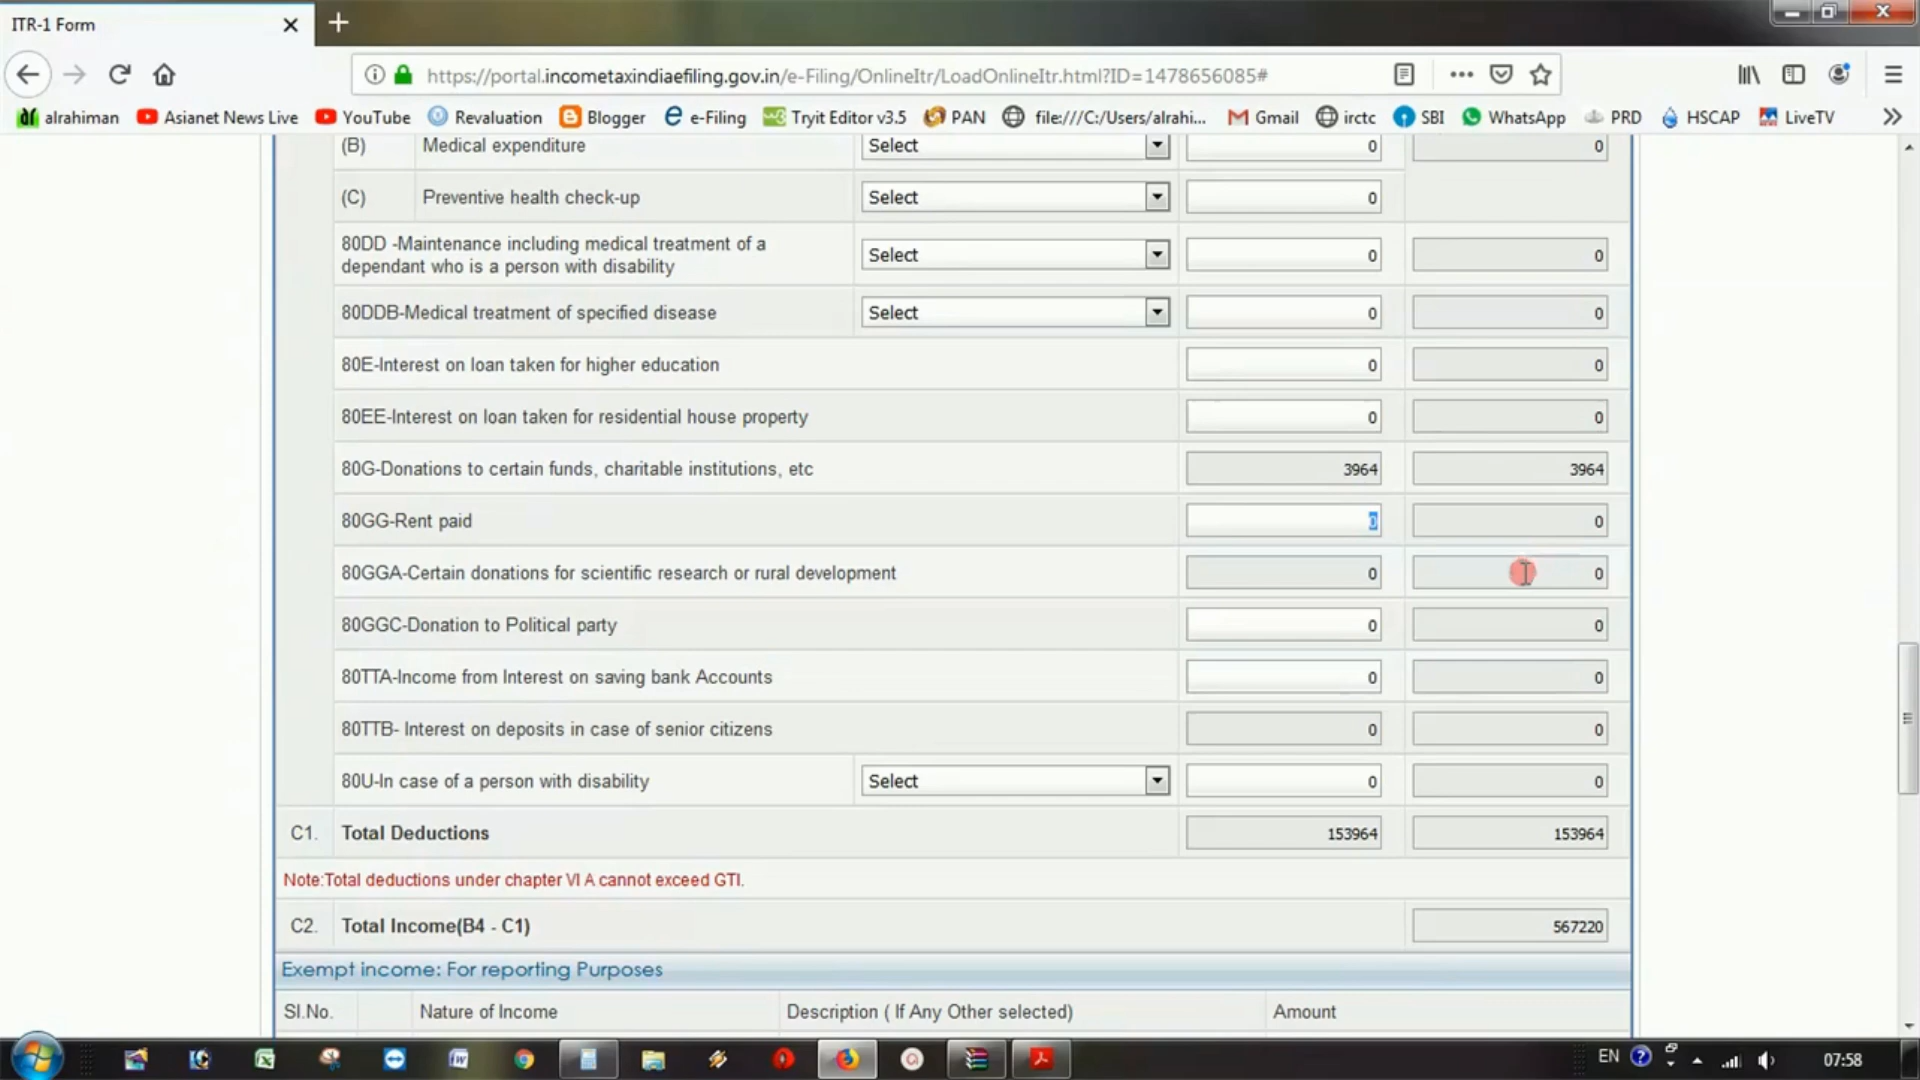 ITR-1 Form
https://portal.incometaxindiaefiling.gov.in/e-Filing/OnlineItr/LoadOnlineItr.html?ID=1478656085#
alrahiman Asianet News Live YouTube Revaluation Blogger e-Filing Tryit Editor v3.5 PAN file:///C:/Users/alrahi... Gmail irctc SBI WhatsApp PRD HSCAP LiveTV
(B) Medical expenditure Select 0 0
(C) Preventive health check-up Select 0
80DD -Maintenance including medical treatment of a
dependant who is a person with disability Select 0 0
80DDB-Medical treatment of specified disease Select 0 0
80E-Interest on loan taken for higher education 0 0
80EE-Interest on loan taken for residential house property 0 0
80G-Donations to certain funds, charitable institutions, etc 3964 3964
80GG-Rent paid 0 0
80GGA-Certain donations for scientific research or rural development 0 0
80GGC-Donation to Political party 0 0
80TTA-Income from Interest on saving bank Accounts 0 0
80TTB- Interest on deposits in case of senior citizens 0 0
80U-In case of a person with disability Select 0 0
C1. Total Deductions 153964 153964
Note:Total deductions under chapter VI A cannot exceed GTI.
C2. Total Income(B4 - C1) 567220
Exempt income: For reporting Purposes
Sl.No. Nature of Income Description ( If Any Other selected) Amount
EN 07:58